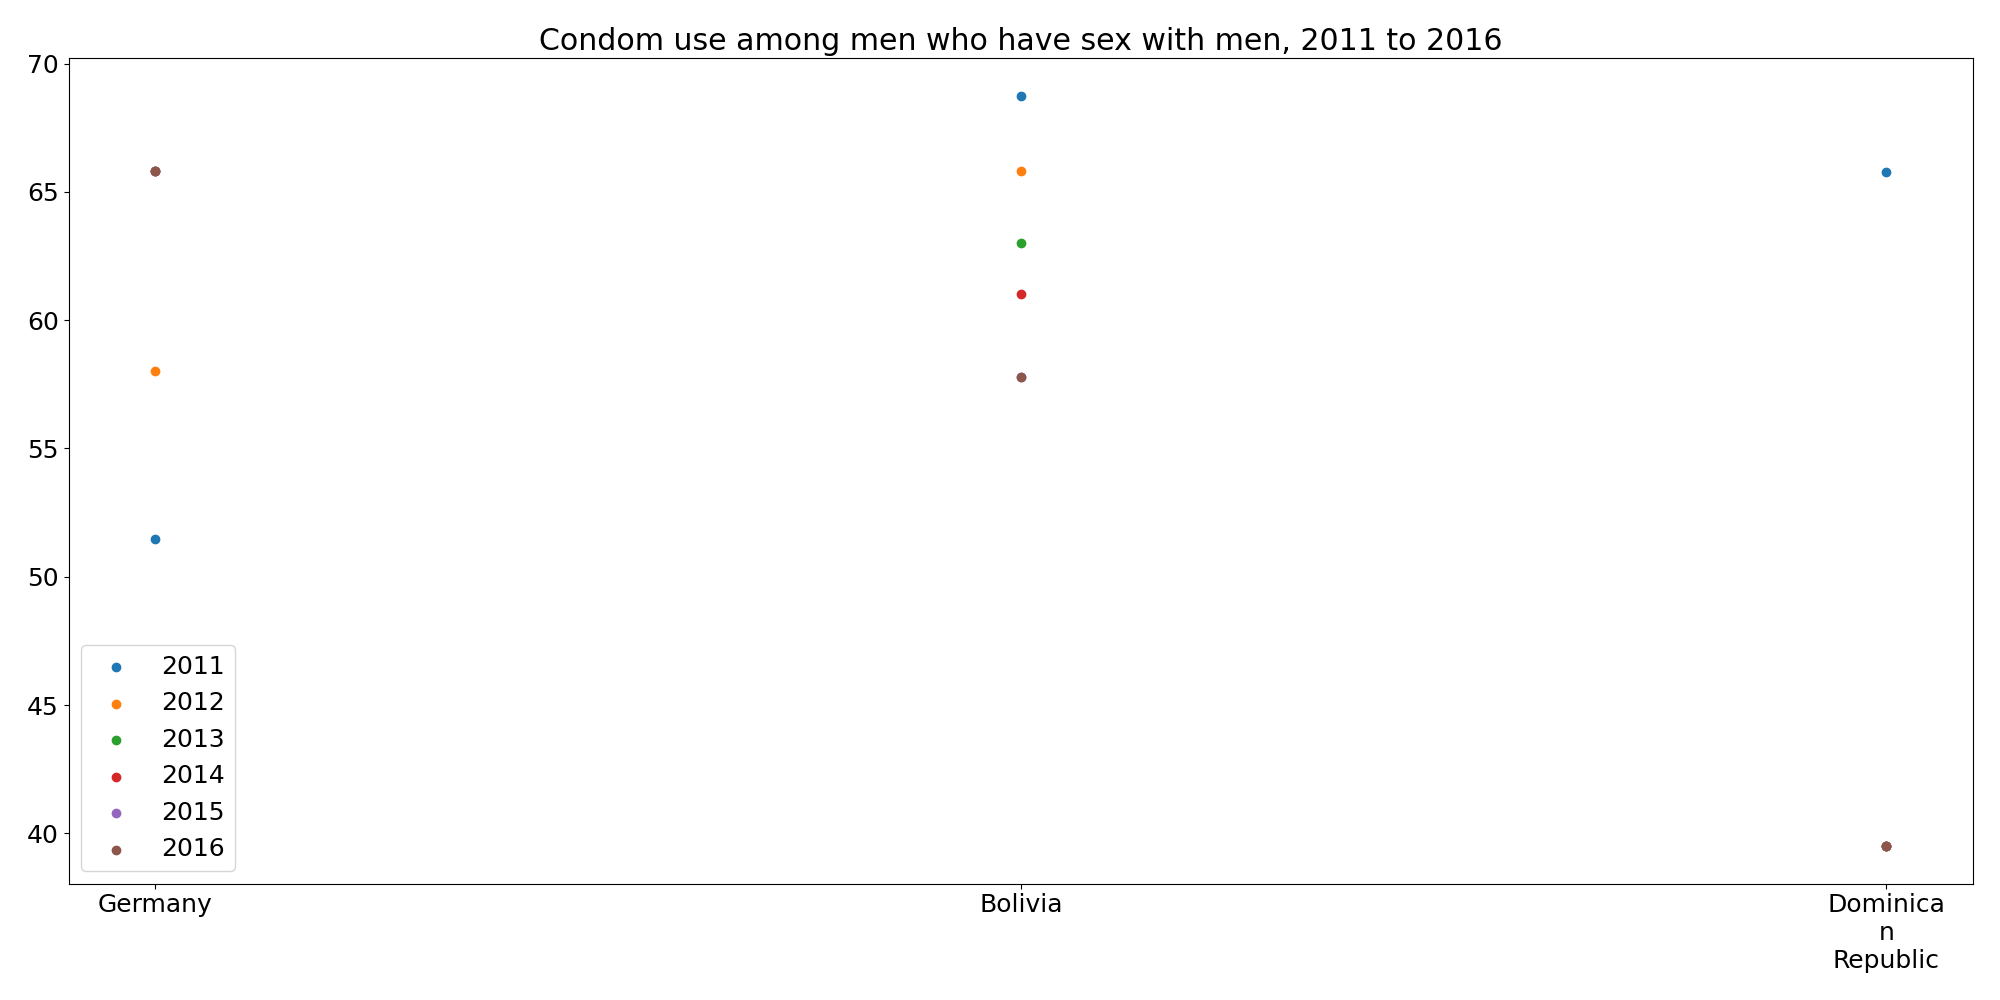 Condom use among men who have sex with men, 2011 to 2016
70
65
60
55
50
45
40
2011
2012
2013
2014
2015
2016
Germany
Bolivia
Dominica
n
Republic